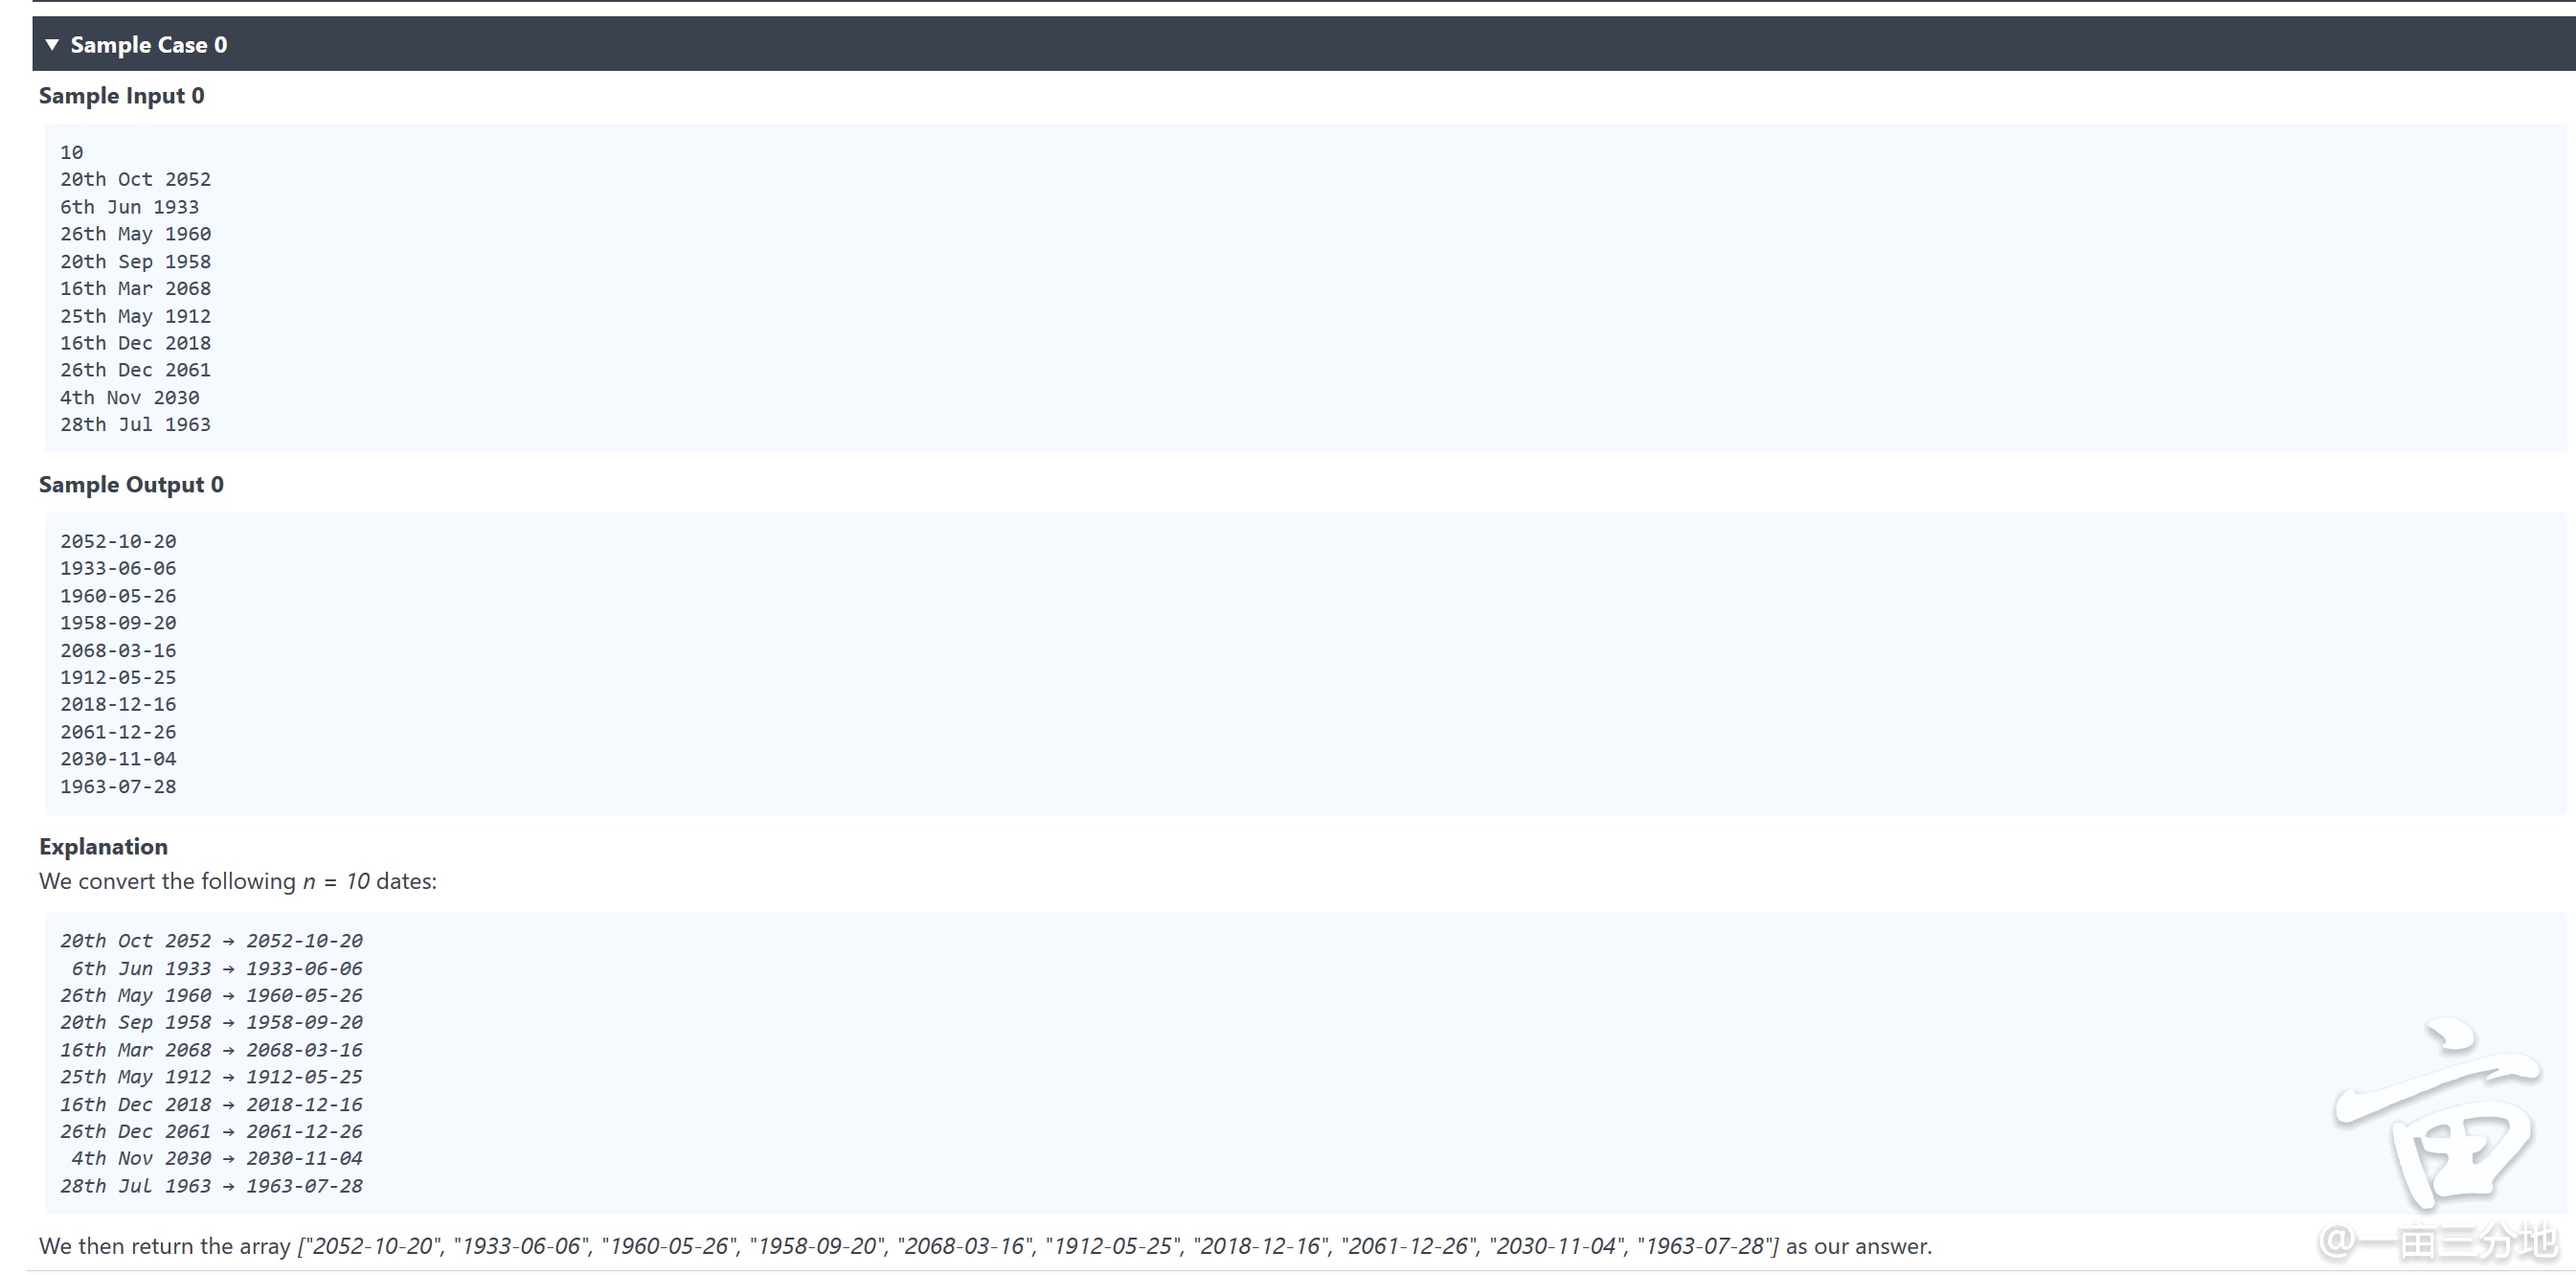 ▼ Sample Case 0
Sample Input 0
10
20th Oct 2052
6th Jun 1933
26th May 1960
20th Sep 1958
16th Mar 2068
25th May 1912
16th Dec 2018
26th Dec 2061
4th Nov 2030
28th Jul 1963
Sample Output 0
2052-10-20
1933-06-06
1960-05-26
1958-09-20
2068-03-16
1912-05-25
2018-12-16
2061-12-26
2030-11-04
1963-07-28
Explanation
We convert the following n = 10 dates:
20th Oct 2052 → 2052-10-20
6th Jun 1933 → 1933-06-06
26th May 1960 → 1960-05-26
20th Sep 1958 → 1958-09-20
16th Mar 2068 → 2068-03-16
25th May 1912 → 1912-05-25
16th Dec 2018 → 2018-12-16
26th Dec 2061 → 2061-12-26
4th Nov 2030 → 2030-11-04
28th Jul 1963 → 1963-07-28
We then return the array ["2052-10-20", "1933-06-06", "1960-05-26", "1958-09-20", "2068-03-16", "1912-05-25", "2018-12-16", "2061-12-26", "2030-11-04", "1963-07-28"] as our answer.
亩
@一亩三分地